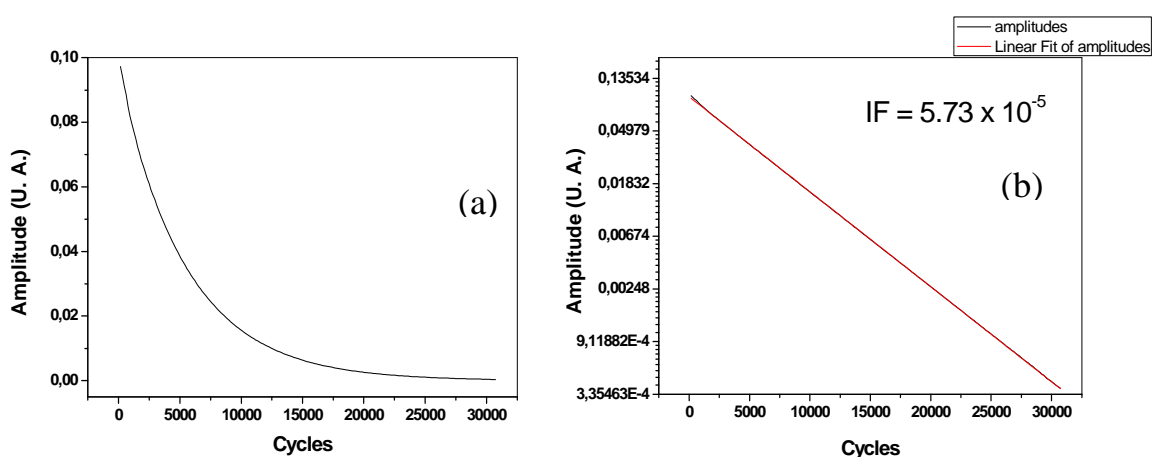 0,10
0,08
0,06
0,04
0,02
0,00
Amplitude (U. A.)
0 5000 10000 15000 20000 25000 30000
Cycles
(a)
amplitudes
Linear Fit of amplitudes
0,13534
0,04979
0,01832
0,00674
0,00248
9,11882E-4
3,35463E-4
Amplitude (U. A.)
IF = 5.73 x 10⁻⁵
(b)
0 5000 10000 15000 20000 25000 30000
Cycles